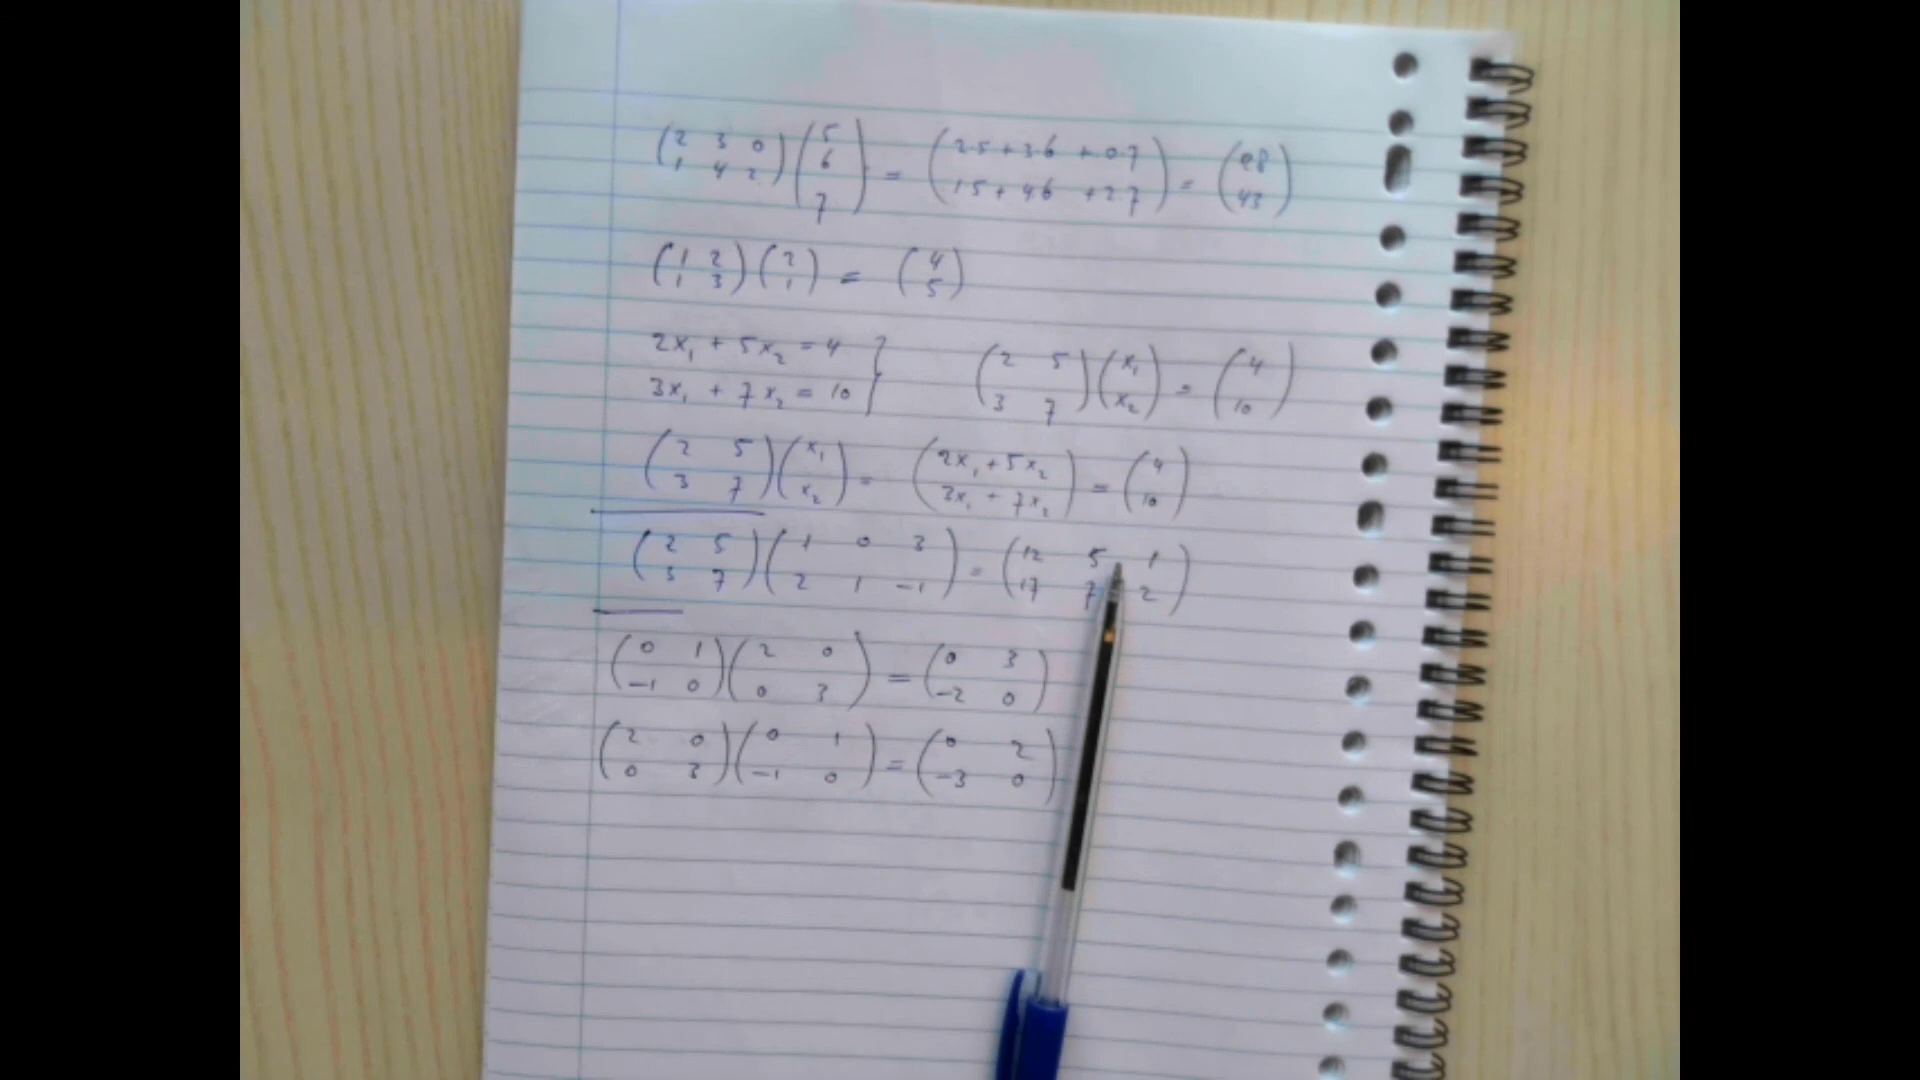 (2 3 0 / 1 4 2)(5 / 6 / 7) = (2·5 + 3·6 + 0·7 / 1·5 + 4·6 + 2·7) = (28 / 43)
(1 2 / 1 3)(2 / 1) = (4 / 5)
2x₁ + 5x₂ = 4 } (2 5 / 3 7)(x₁ / x₂) = (4 / 10)
3x₁ + 7x₂ = 10
(2 5 / 3 7)(x₁ / x₂) = (2x₁ + 5x₂ / 3x₁ + 7x₂) = (4 / 10)
(2 5 / 3 7)(1 0 3 / 2 1 -1) = (12 5 1 / 17 7 2)
(0 1 / -1 0)(2 0 / 0 3) = (0 3 / -2 0)
(2 0 / 0 3)(0 1 / -1 0) = (0 2 / -3 0)